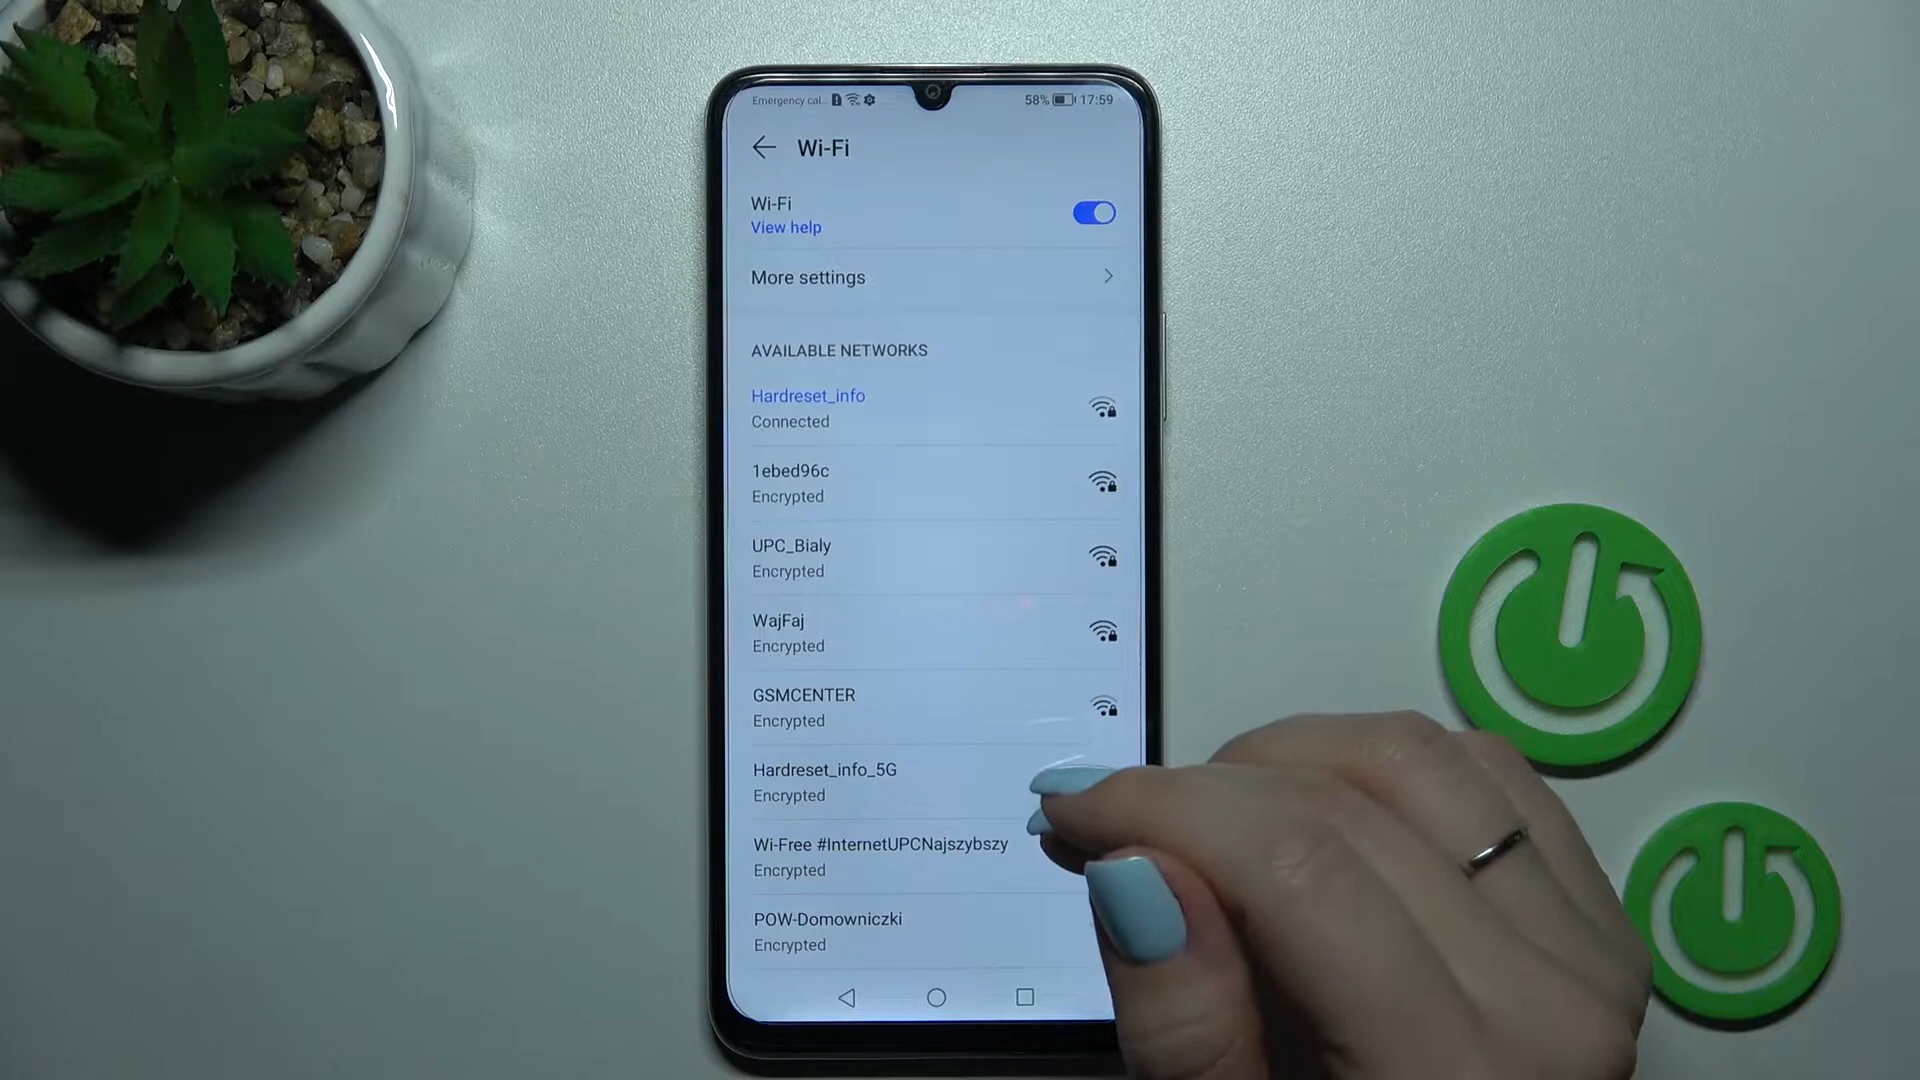 Emergency cal...
58% 17:59
Wi-Fi
Wi-Fi
View help
More settings
AVAILABLE NETWORKS
Hardreset_info
Connected
1ebed96c
Encrypted
UPC_Bialy
Encrypted
WajFaj
Encrypted
GSMCENTER
Encrypted
Hardreset_info_5G
Encrypted
Wi-Free #InternetUPCNajszybszy
Encrypted
POW-Domowniczki
Encrypted